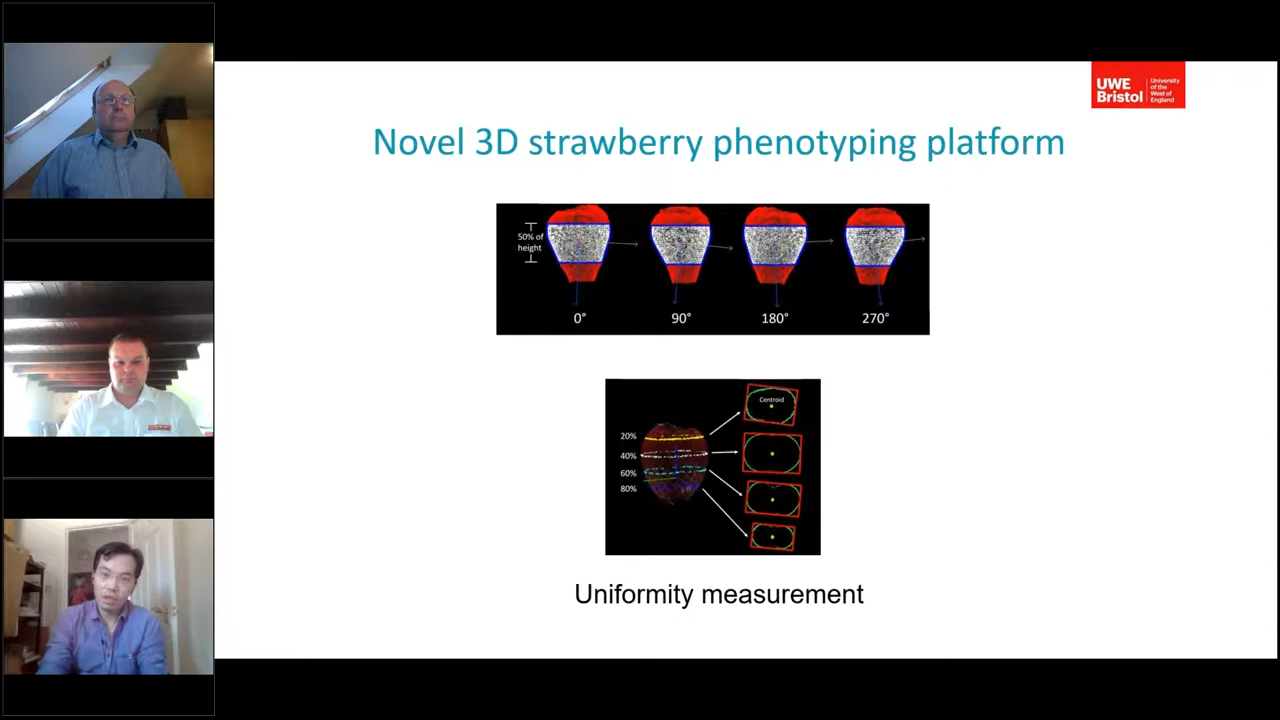 UWE
Bristol
University
of the
West of
England
Novel 3D strawberry phenotyping platform
50% of
height
0° 90° 180° 270°
Centroid
20%
40%
60%
80%
Uniformity measurement